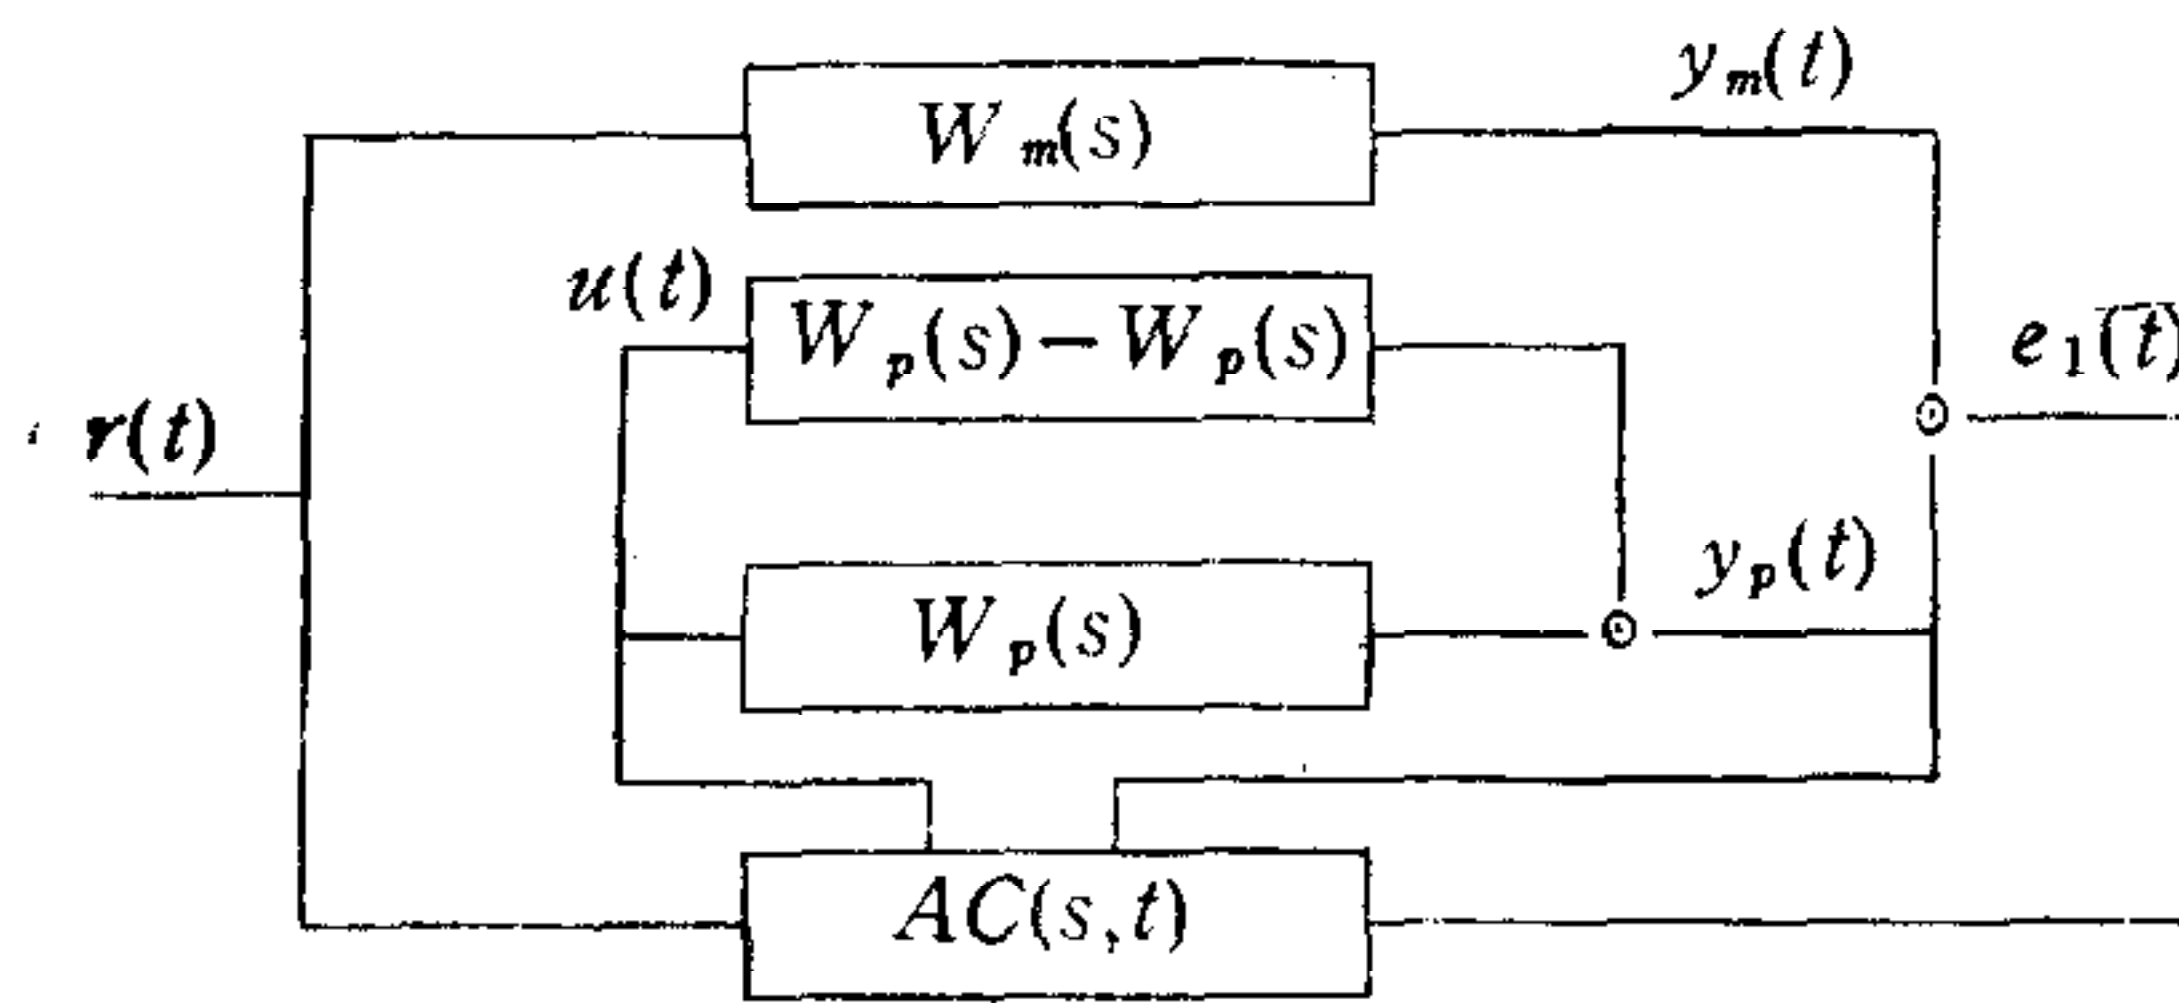 y_m(t)
W_m(s)
u(t)
W_p(s) − W_p(s)
e_1(t)
r(t)
y_p(t)
W_p(s)
AC(s,t)